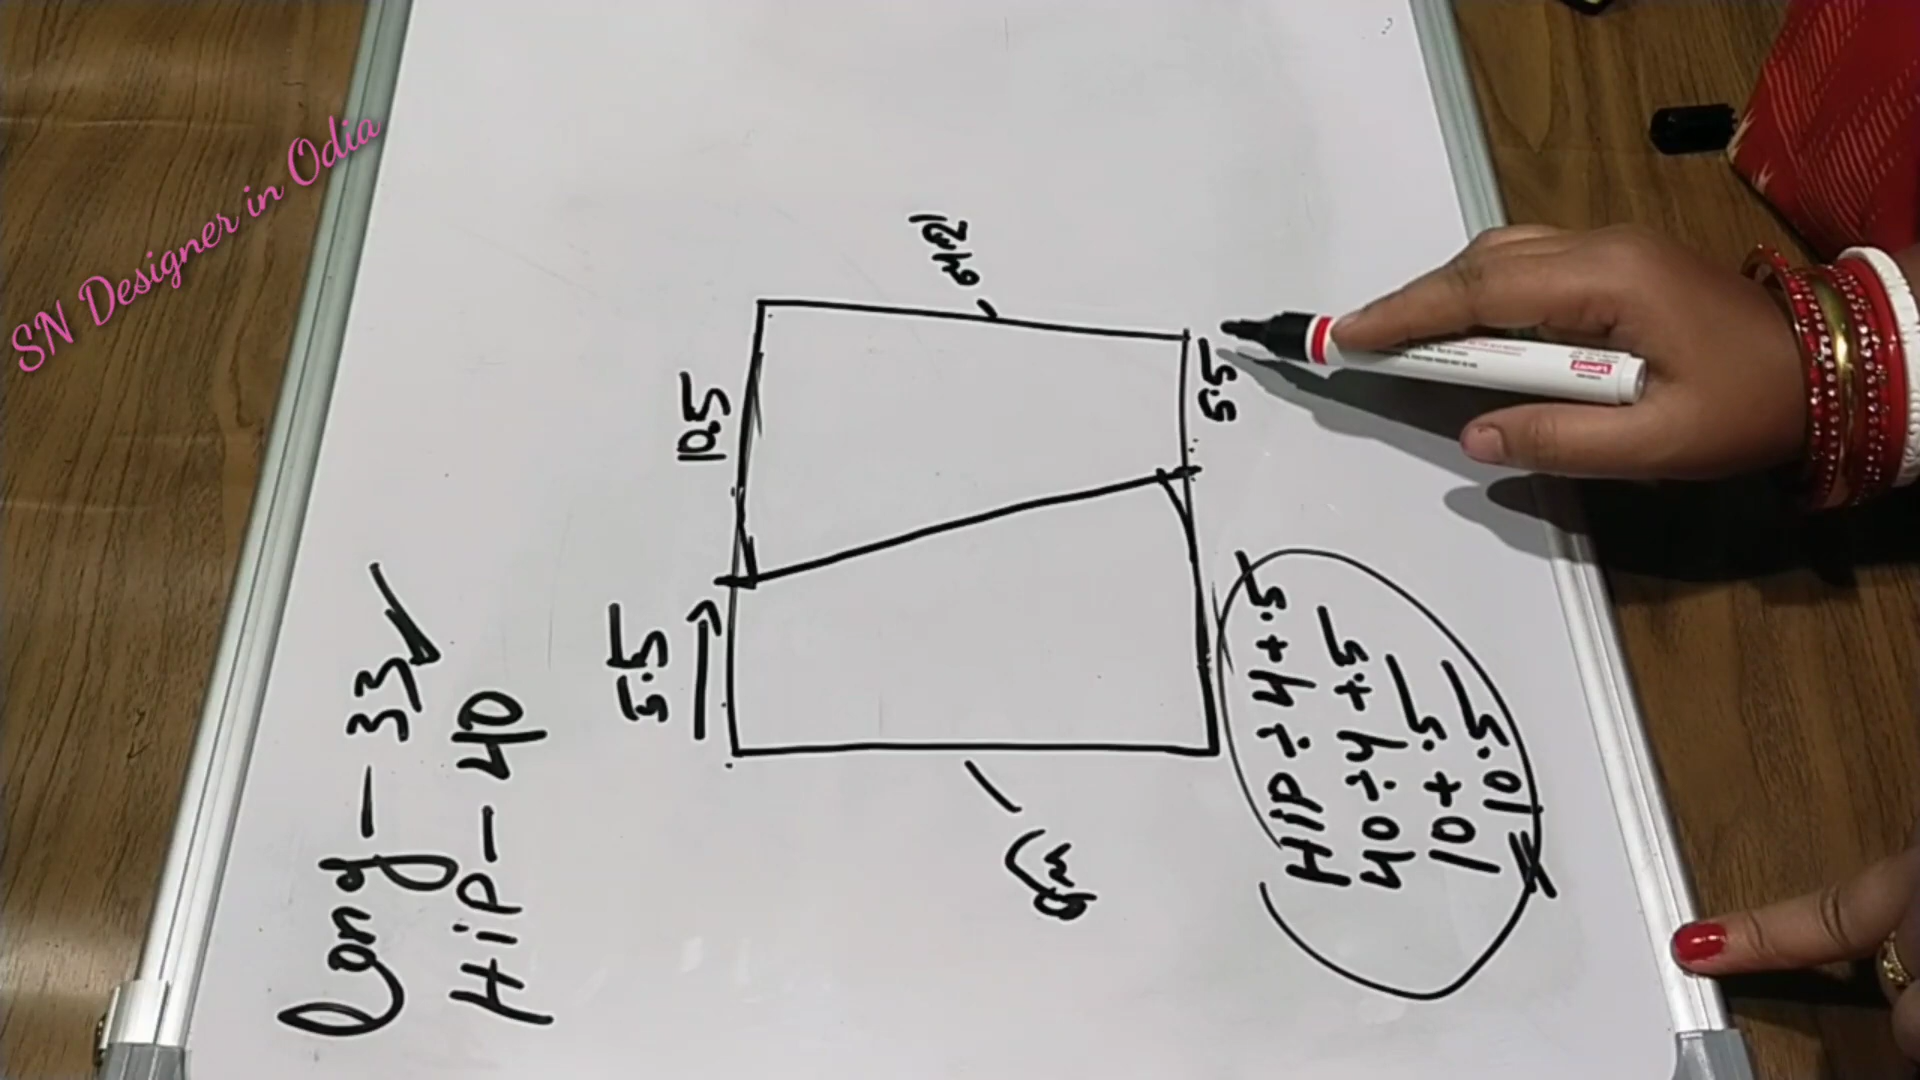 SN Designer in Odia
Long - 33 ✓
HiP - 40
5.5
10.5
5.5
HiP ÷ 4 + .5
40 ÷ 4 + .5
10 + .5
= 10.5